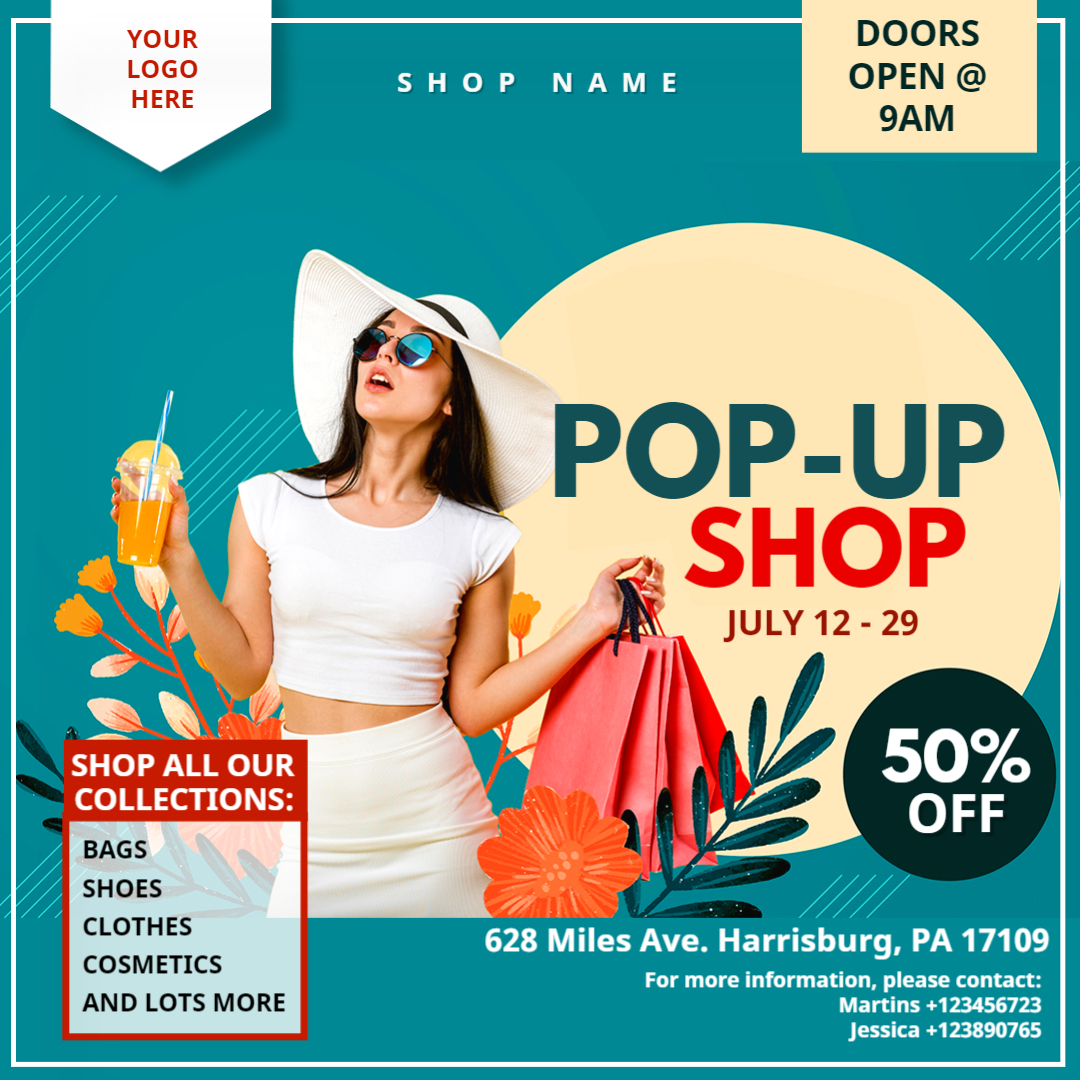 YOUR
LOGO
HERE
SHOP NAME
DOORS
OPEN @
9AM
POP-UP
SHOP
JULY 12 - 29
50%
OFF
SHOP ALL OUR
COLLECTIONS:
BAGS
SHOES
CLOTHES
COSMETICS
AND LOTS MORE
628 Miles Ave. Harrisburg, PA 17109
For more information, please contact:
Martins +123456723
Jessica +123890765